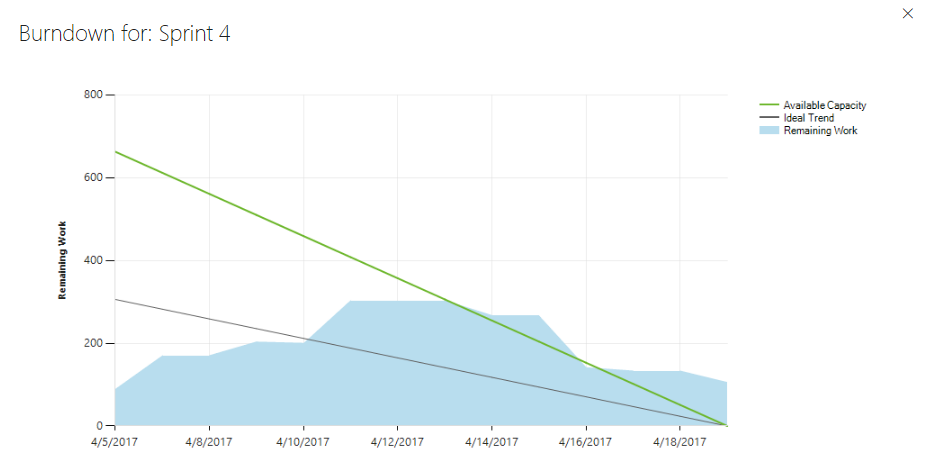 Burndown for: Sprint 4
800
600
400
200
0
Remaining Work
4/5/2017 4/8/2017 4/10/2017 4/12/2017 4/14/2017 4/16/2017 4/18/2017
Available Capacity
Ideal Trend
Remaining Work